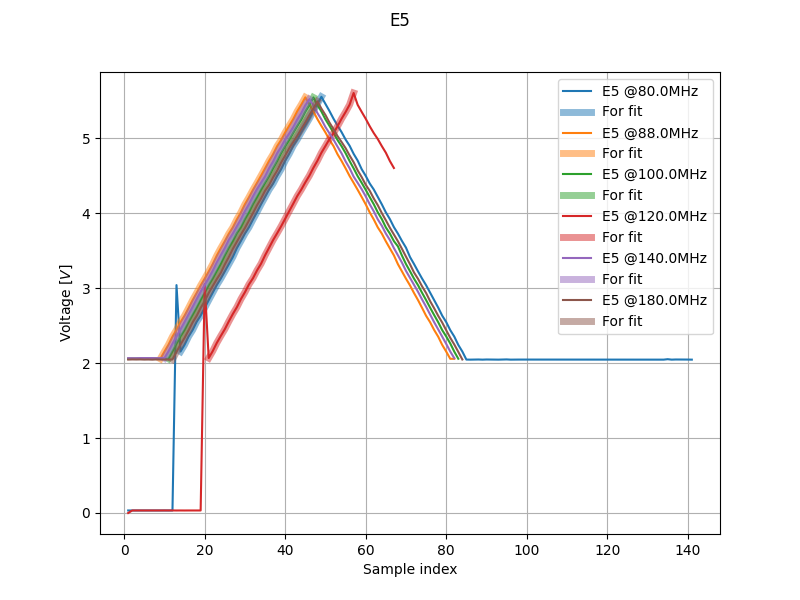 E5
E5 @80.0MHz
For fit
E5 @88.0MHz
For fit
E5 @100.0MHz
For fit
E5 @120.0MHz
For fit
E5 @140.0MHz
For fit
E5 @180.0MHz
For fit
5
4
3
2
1
0
Voltage [V]
0 20 40 60 80 100 120 140
Sample index